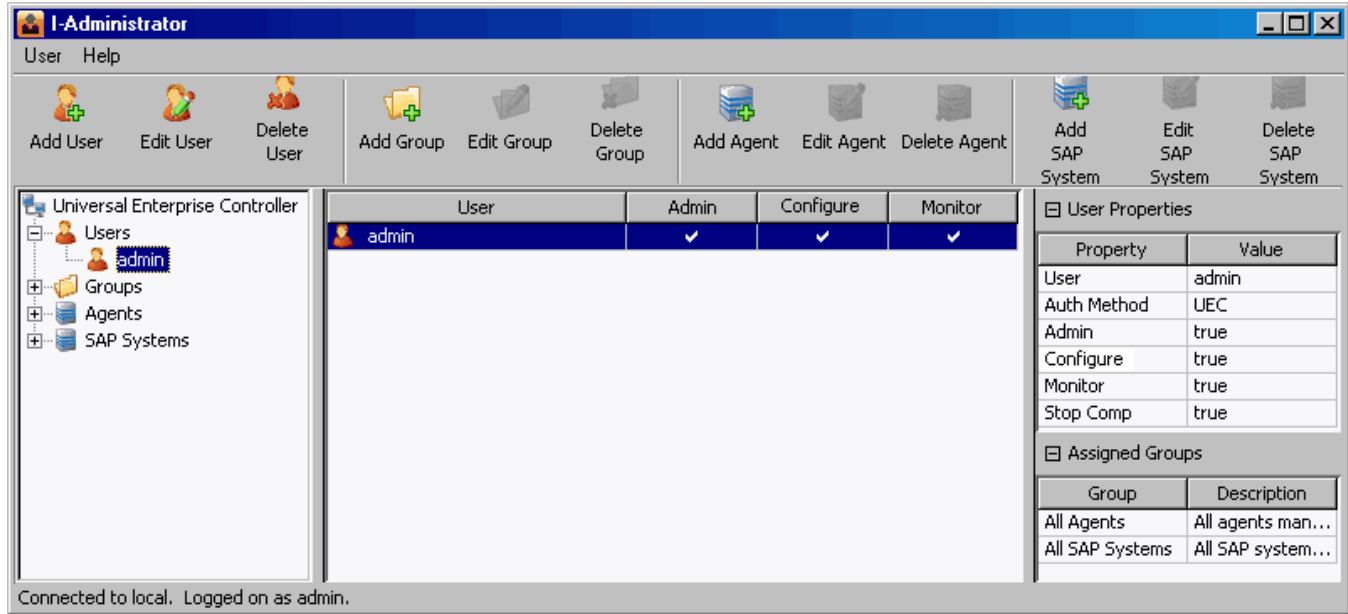 I-Administrator
User Help
Add User Edit User Delete User Add Group Edit Group Delete Group Add Agent Edit Agent Delete Agent Add SAP System Edit SAP System Delete SAP System
Universal Enterprise Controller
Users
admin
Groups
Agents
SAP Systems
User Admin Configure Monitor
admin
User Properties
Property Value
User admin
Auth Method UEC
Admin true
Configure true
Monitor true
Stop Comp true
Assigned Groups
Group Description
All Agents All agents man...
All SAP Systems All SAP system...
Connected to local. Logged on as admin.